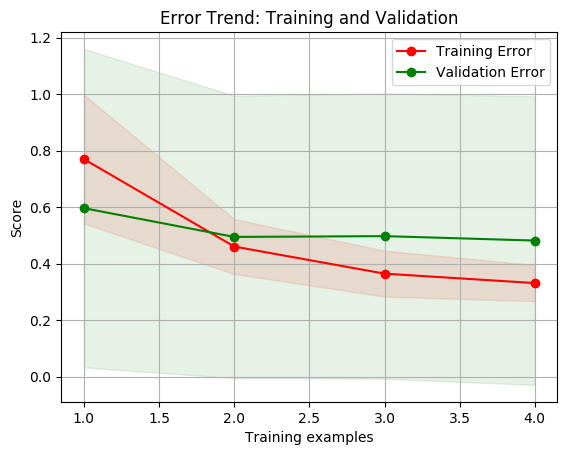 Error Trend: Training and Validation
Training Error
Validation Error
1.2
1.0
0.8
0.6
0.4
0.2
0.0
Score
1.0 1.5 2.0 2.5 3.0 3.5 4.0
Training examples